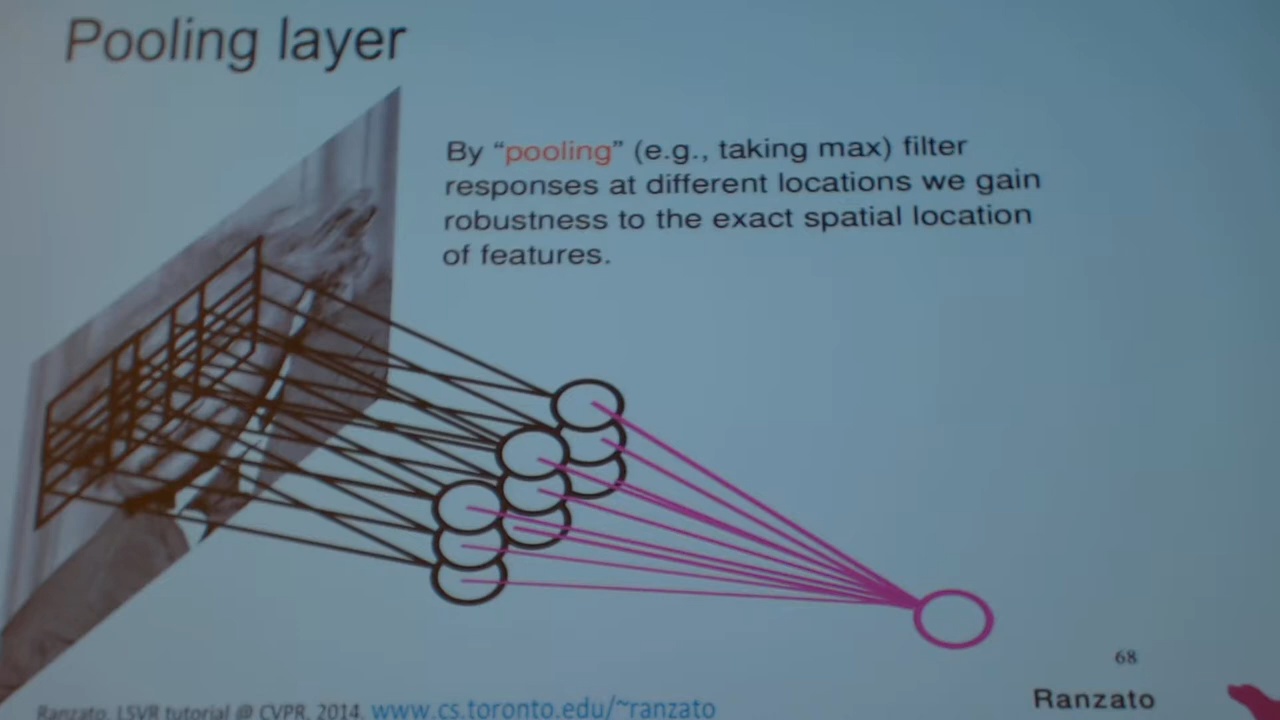 Pooling layer
By “pooling” (e.g., taking max) filter
responses at different locations we gain
robustness to the exact spatial location
of features.
68
Ranzato
Ranzato, LSVR tutorial @ CVPR, 2014. www.cs.toronto.edu/~ranzato